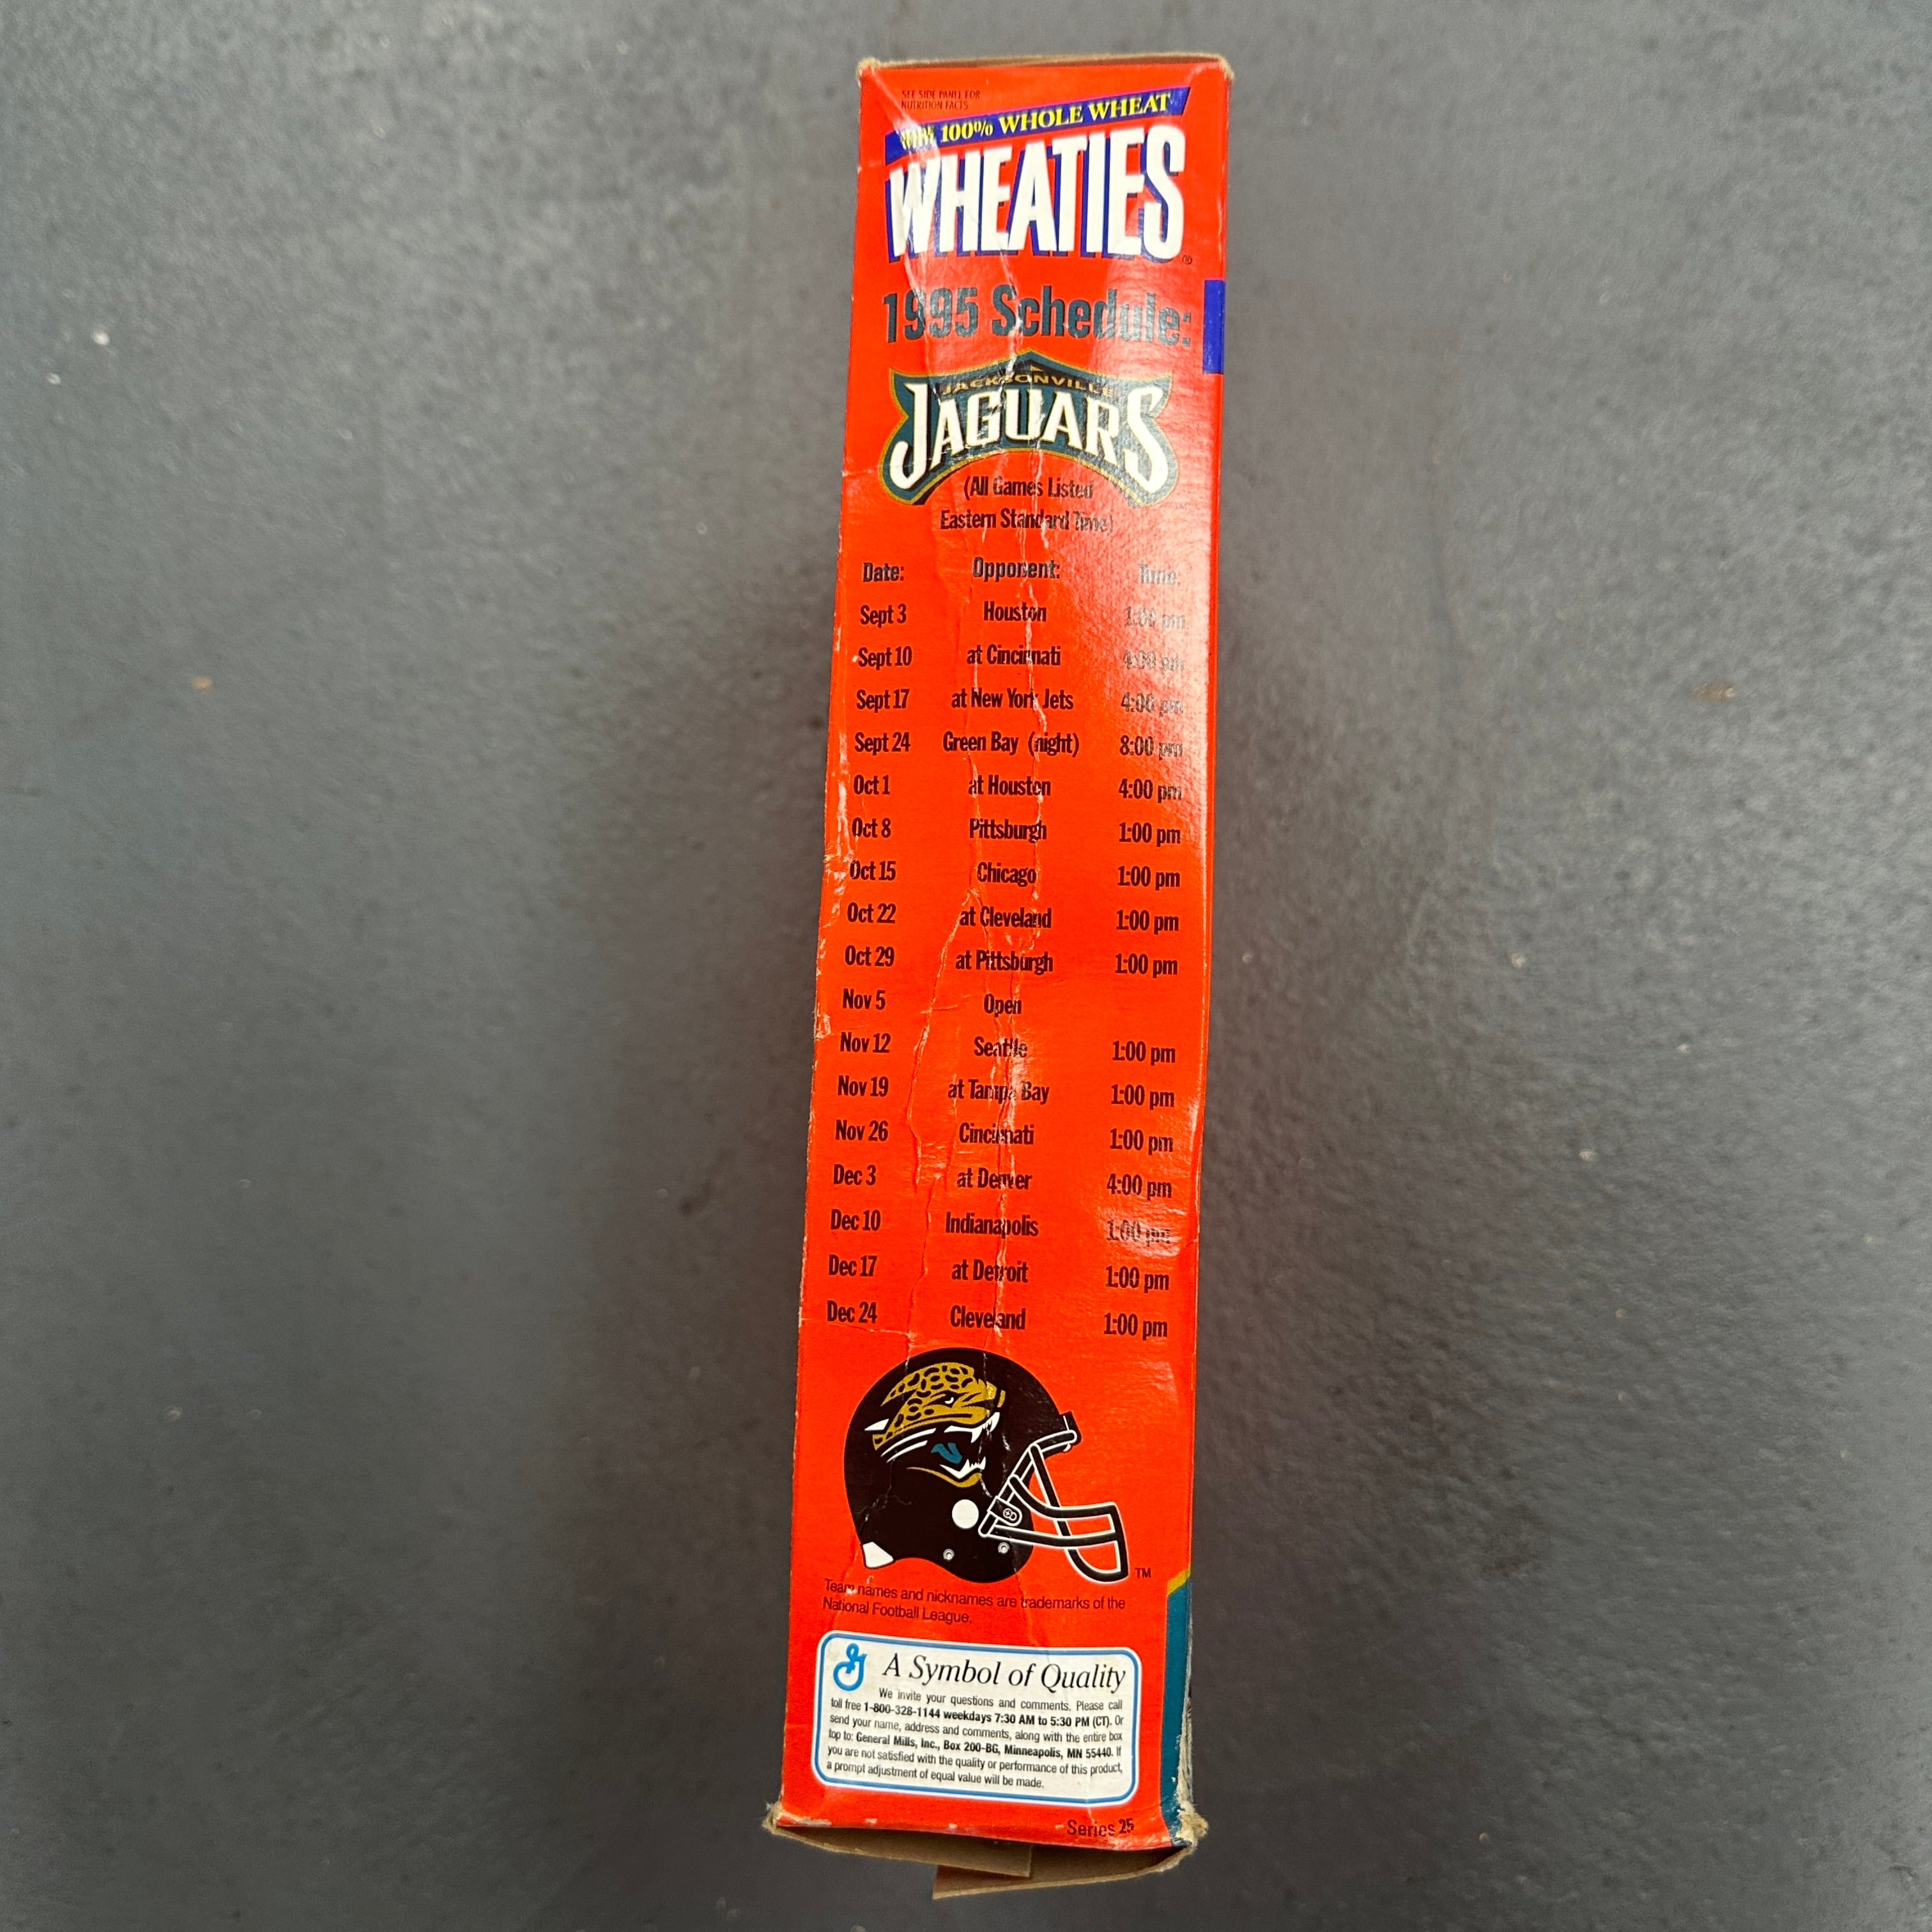 SEE SIDE PANEL FOR
NUTRITION FACTS
100% WHOLE WHEAT
WHEATIES®
1995 Schedule:
JACKSONVILLE
JAGUARS
(All Games Listed
Eastern Standard Time)
Date: Opponent: Time:
Sept 3 Houston 1:00 pm
Sept 10 at Cincinnati 4:00 pm
Sept 17 at New York Jets 4:00 pm
Sept 24 Green Bay (night) 8:00 pm
Oct 1 at Houston 4:00 pm
Oct 8 Pittsburgh 1:00 pm
Oct 15 Chicago 1:00 pm
Oct 22 at Cleveland 1:00 pm
Oct 29 at Pittsburgh 1:00 pm
Nov 5 Open
Nov 12 Seattle 1:00 pm
Nov 19 at Tampa Bay 1:00 pm
Nov 26 Cincinnati 1:00 pm
Dec 3 at Denver 4:00 pm
Dec 10 Indianapolis 1:00 pm
Dec 17 at Detroit 1:00 pm
Dec 24 Cleveland 1:00 pm
TM
Team names and nicknames are trademarks of the
National Football League.
G A Symbol of Quality
We invite your questions and comments. Please call
toll free 1-800-328-1144 weekdays 7:30 AM to 5:30 PM (CT). Or
send your name, address and comments, along with the entire box
top to: General Mills, Inc., Box 200-BG, Minneapolis, MN 55440. If
you are not satisfied with the quality or performance of this product,
a prompt adjustment of equal value will be made.
Series 25